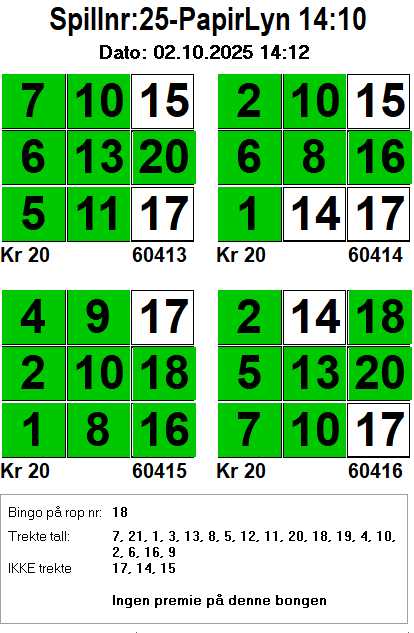 Spillnr:25-PapirLyn 14:10
Dato: 02.10.2025 14:12
7 10 15
6 13 20
5 11 17
Kr 20 60413
2 10 15
6 8 16
1 14 17
Kr 20 60414
4 9 17
2 10 18
1 8 16
Kr 20 60415
2 14 18
5 13 20
7 10 17
Kr 20 60416
Bingo på rop nr: 18
Trekte tall: 7, 21, 1, 3, 13, 8, 5, 12, 11, 20, 18, 19, 4, 10,
2, 6, 16, 9
IKKE trekte 17, 14, 15
Ingen premie på denne bongen